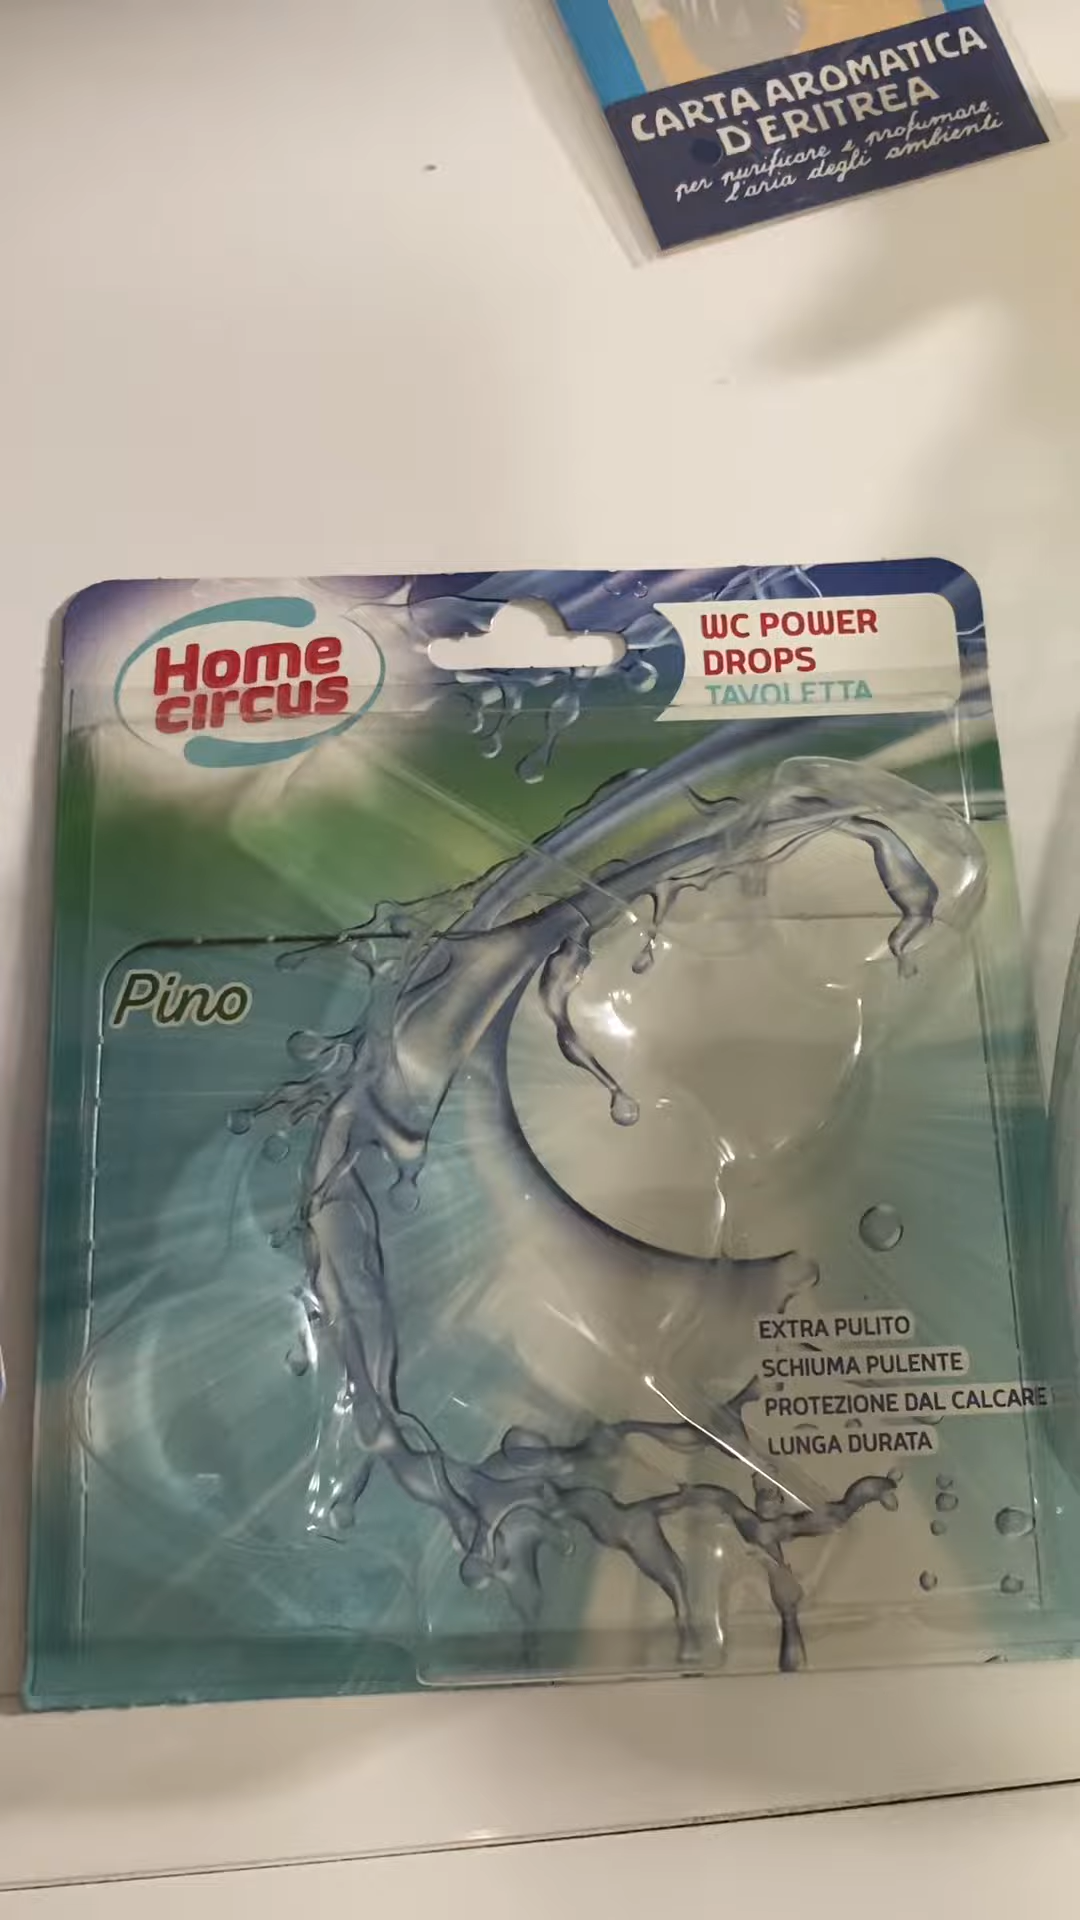 CARTA AROMATICA
D'ERITREA
per purificare e profumare
l'aria degli ambienti
Home
circus
WC POWER
DROPS
TAVOLETTA
Pino
EXTRA PULITO
SCHIUMA PULENTE
PROTEZIONE DAL CALCARE
LUNGA DURATA